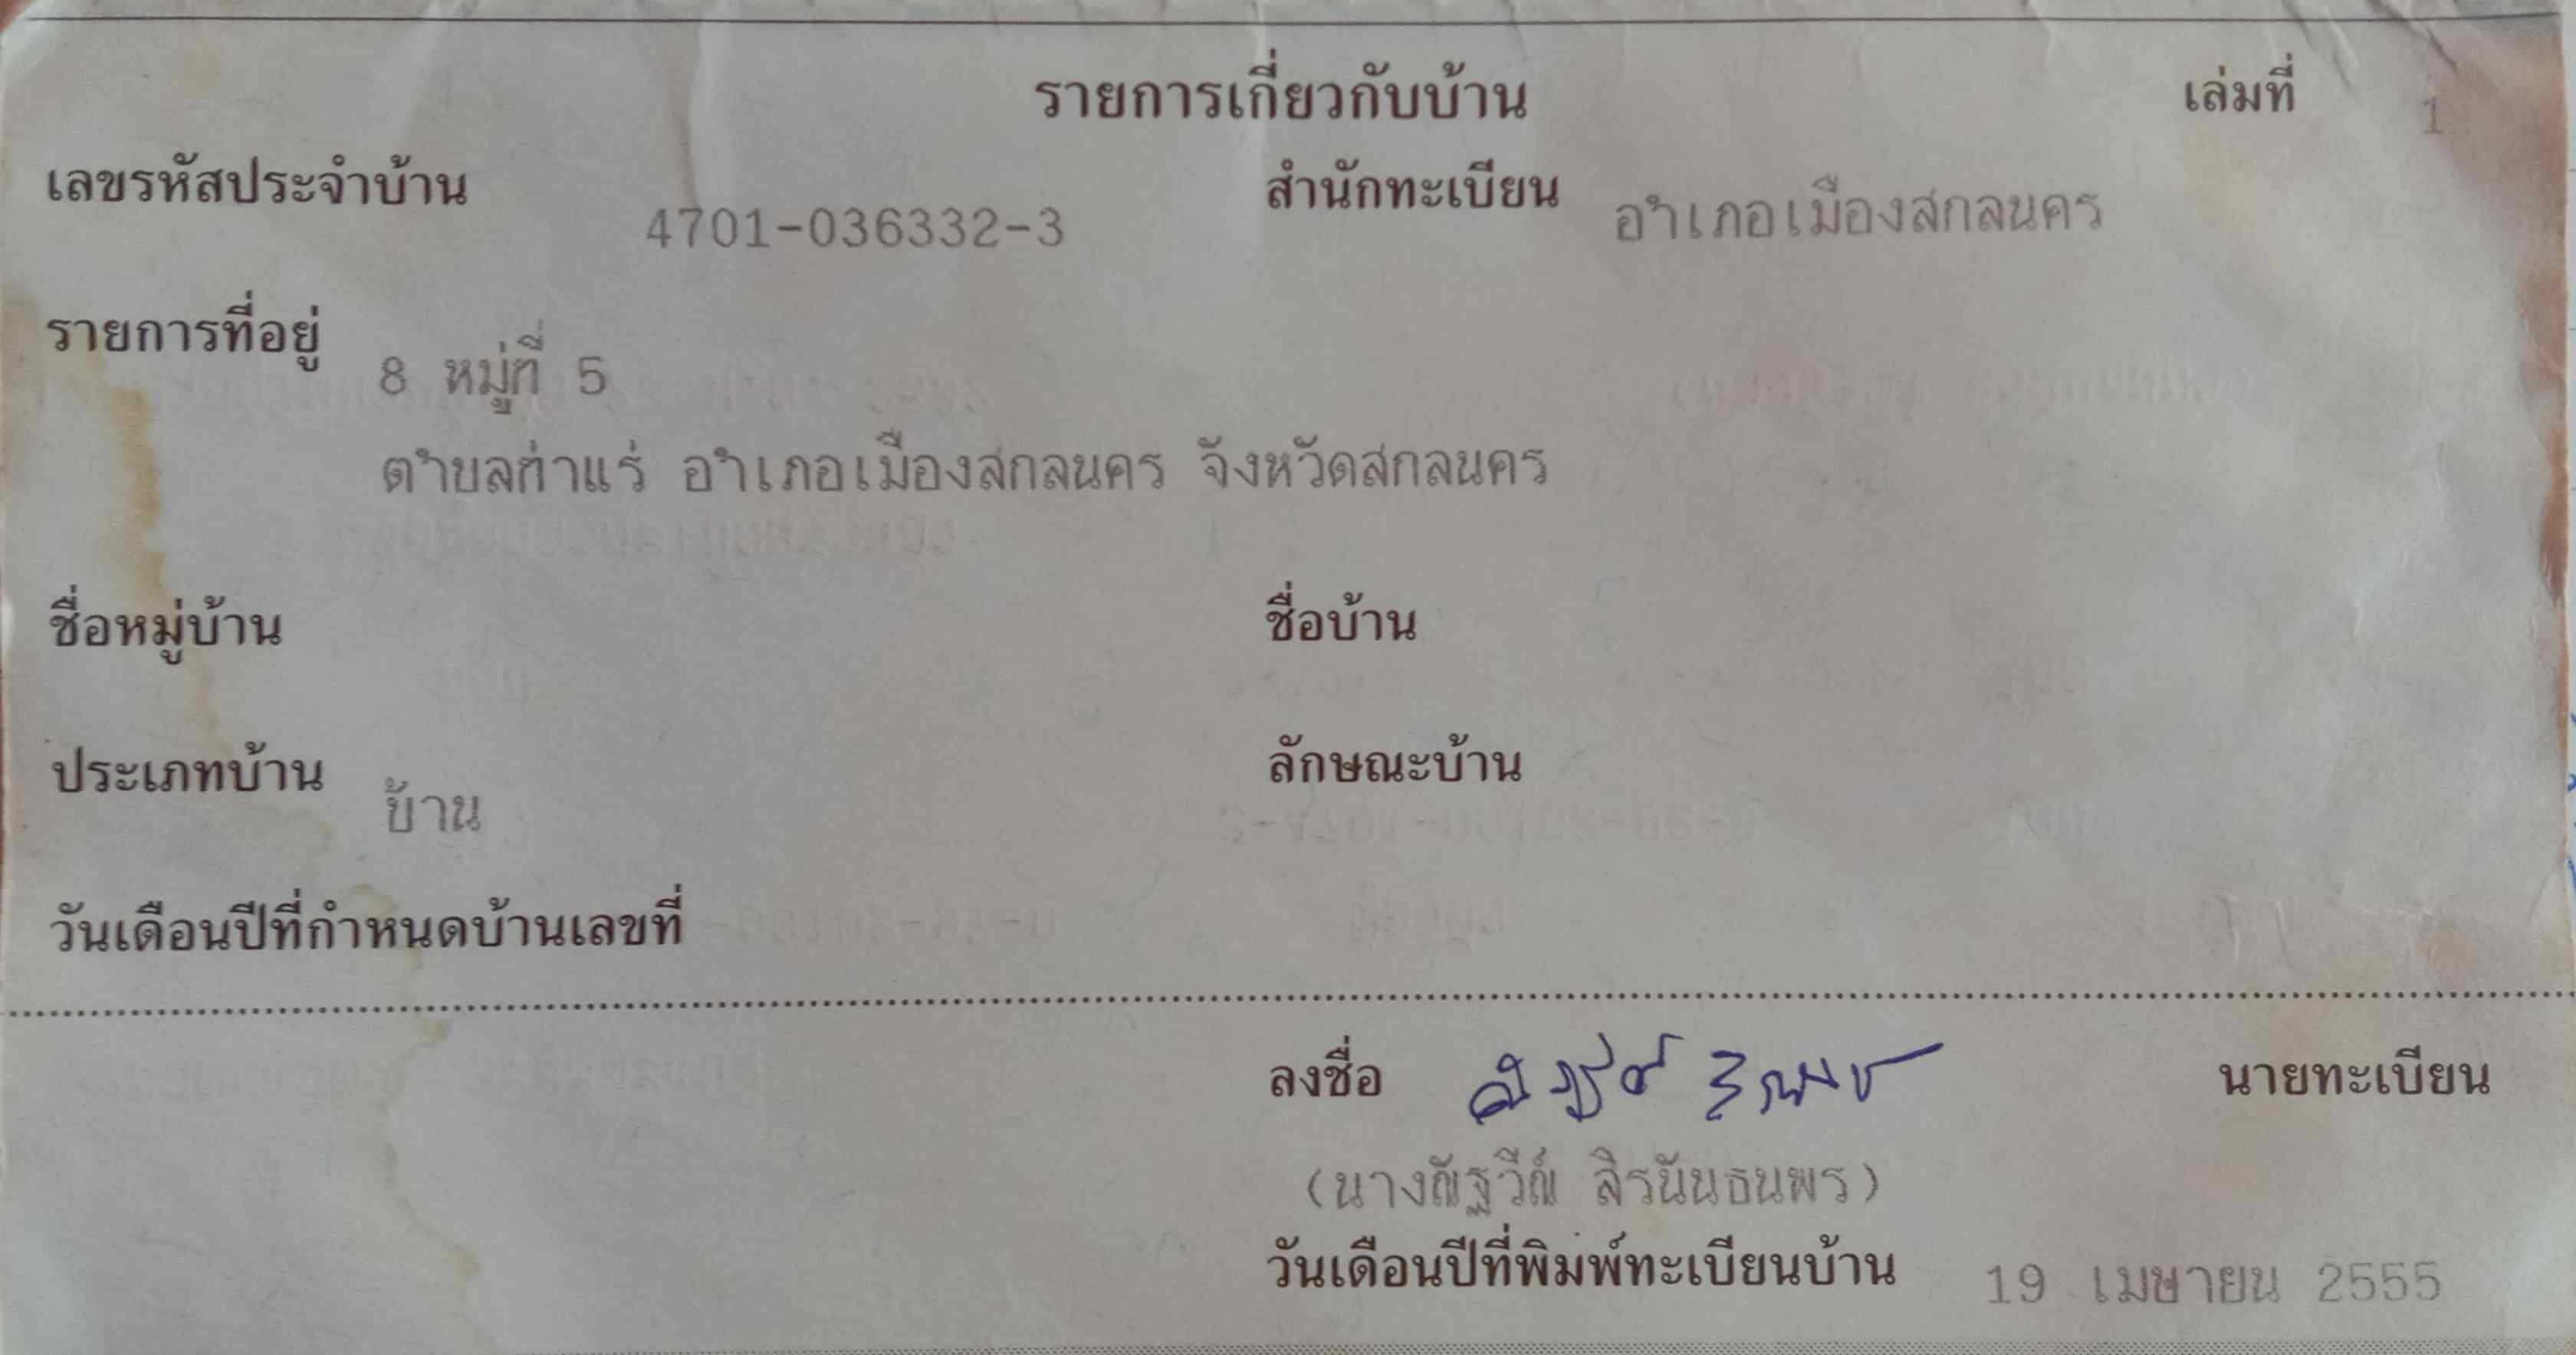 รายการเกี่ยวกับบ้าน เล่มที่ 1
เลขรหัสประจำบ้าน 4701-036332-3 สำนักทะเบียน อำเภอเมืองสกลนคร
รายการที่อยู่ 8 หมู่ที่ 5
ตำบลท่าแร่ อำเภอเมืองสกลนคร จังหวัดสกลนคร
ชื่อหมู่บ้าน ชื่อบ้าน
ประเภทบ้าน บ้าน ลักษณะบ้าน
วันเดือนปีที่กำหนดบ้านเลขที่
ลงชื่อ นายทะเบียน
(นางณัฐวีณ์ สิรนันธนพร)
วันเดือนปีที่พิมพ์ทะเบียนบ้าน 19 เมษายน 2555